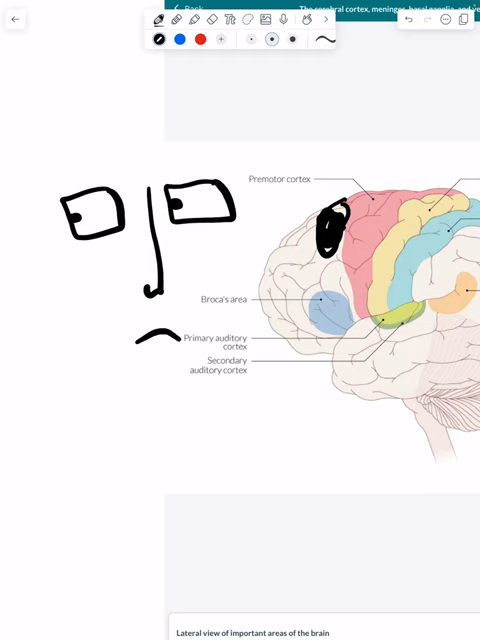 Back
The cerebral cortex, meninges, basal ganglia, and ve
Premotor cortex
Broca's area
Primary auditory
cortex
Secondary
auditory cortex
Lateral view of important areas of the brain